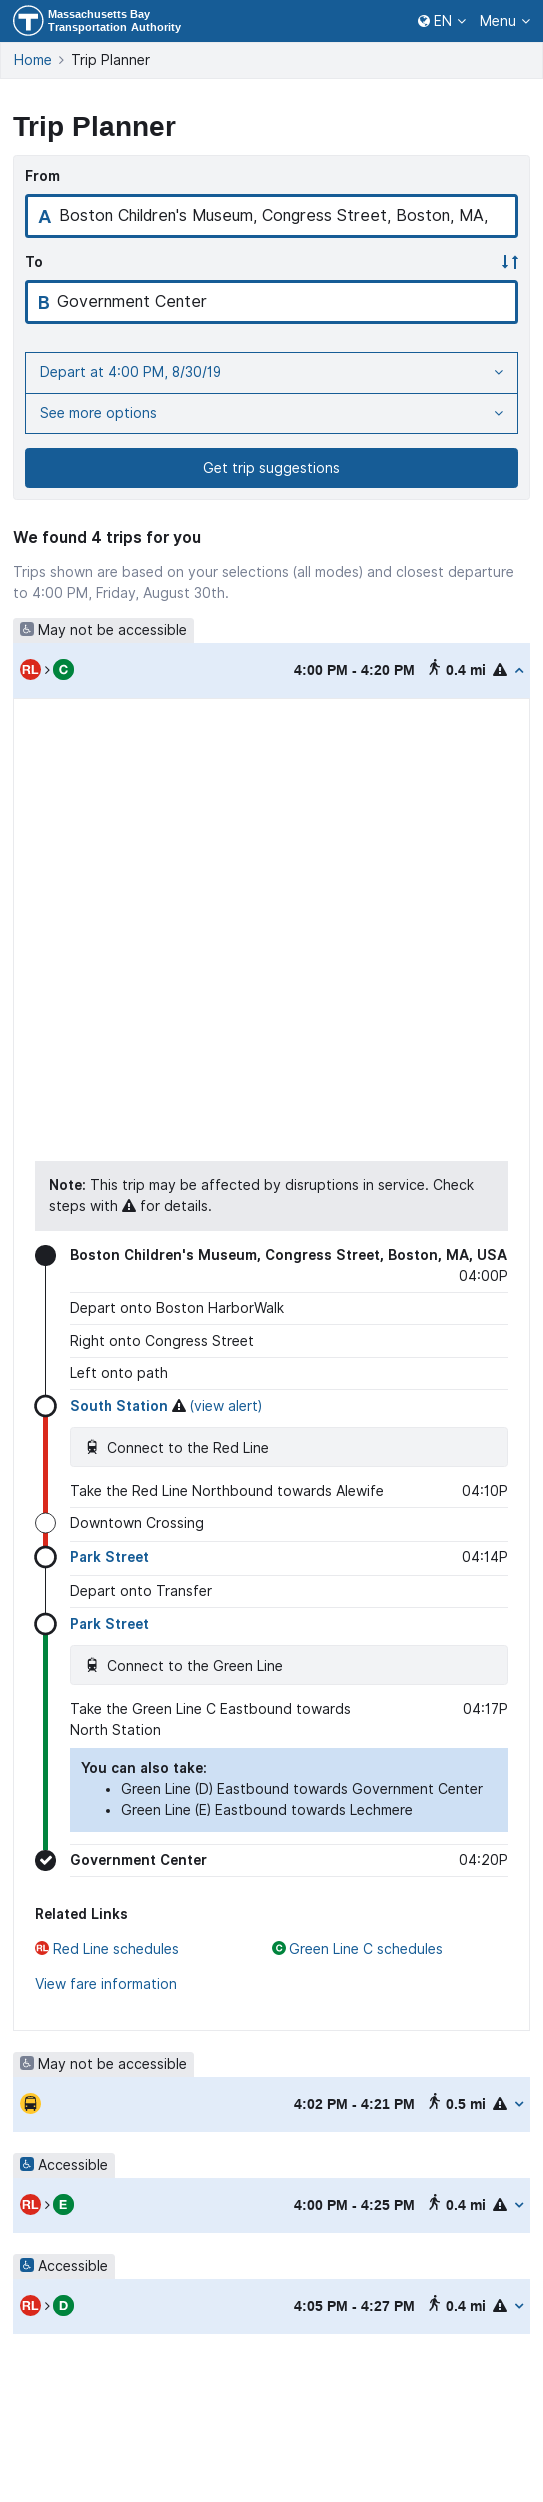 Massachusetts Bay
Transportation Authority
EN
Menu
Home
Trip Planner
Trip Planner
From
A Boston Children's Museum, Congress Street, Boston, MA,
To
B Government Center
Depart at 4:00 PM, 8/30/19
See more options
Get trip suggestions
We found 4 trips for you
Trips shown are based on your selections (all modes) and closest departure
to 4:00 PM, Friday, August 30th.
May not be accessible
RL > C 4:00 PM - 4:20 PM 0.4 mi
Note: This trip may be affected by disruptions in service. Check
steps with for details.
Boston Children's Museum, Congress Street, Boston, MA, USA
04:00P
Depart onto Boston HarborWalk
Right onto Congress Street
Left onto path
South Station (view alert)
Connect to the Red Line
Take the Red Line Northbound towards Alewife 04:10P
Downtown Crossing
Park Street 04:14P
Depart onto Transfer
Park Street
Connect to the Green Line
Take the Green Line C Eastbound towards 04:17P
North Station
You can also take:
• Green Line (D) Eastbound towards Government Center
• Green Line (E) Eastbound towards Lechmere
Government Center 04:20P
Related Links
RL Red Line schedules
C Green Line C schedules
View fare information
May not be accessible
4:02 PM - 4:21 PM 0.5 mi
Accessible
RL > E 4:00 PM - 4:25 PM 0.4 mi
Accessible
RL > D 4:05 PM - 4:27 PM 0.4 mi